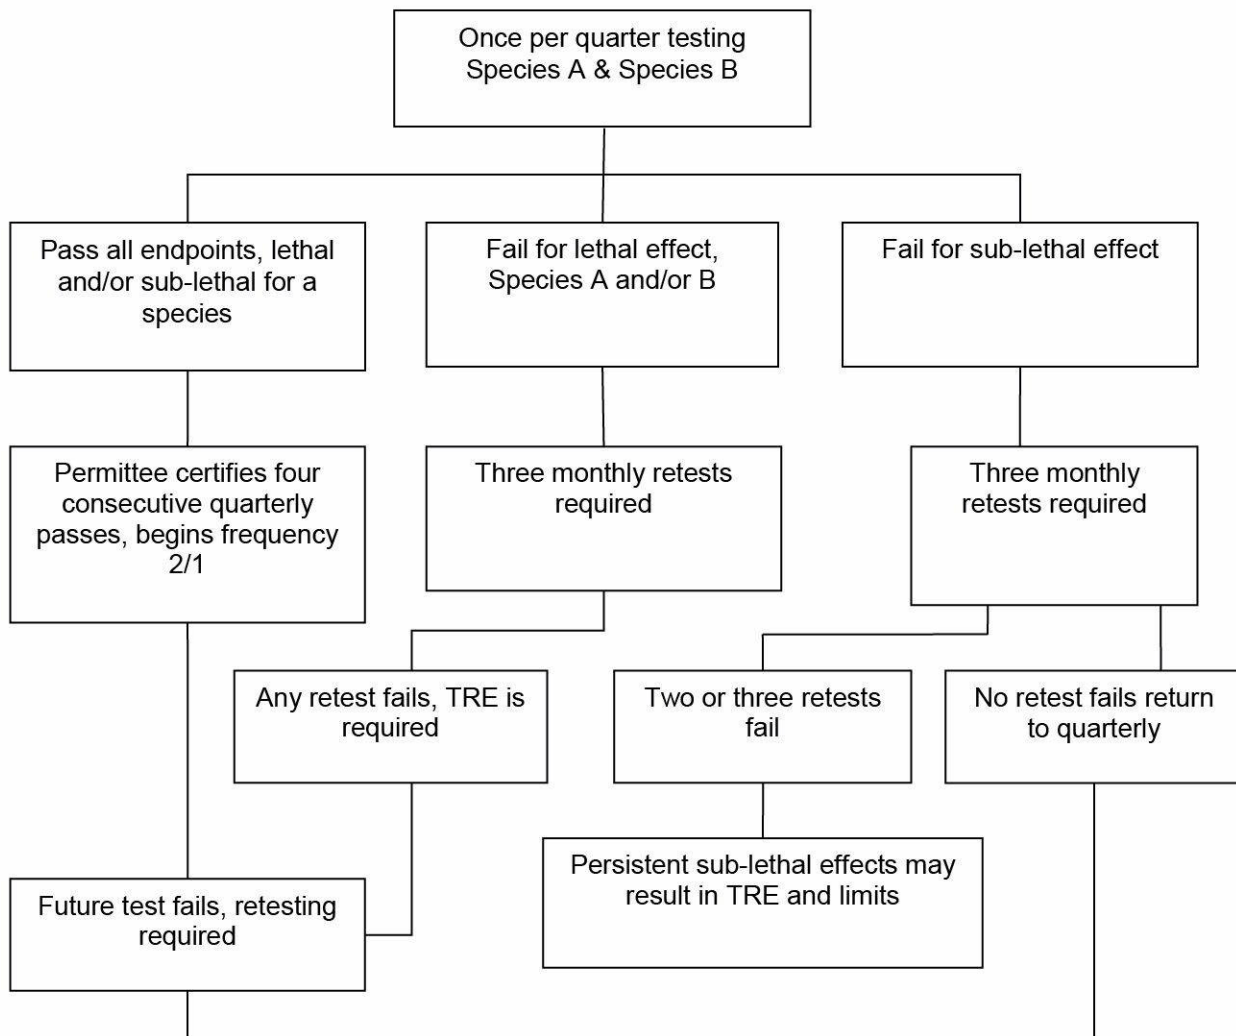 Once per quarter testing
Species A & Species B
Pass all endpoints, lethal
and/or sub-lethal for a
species
Fail for lethal effect,
Species A and/or B
Fail for sub-lethal effect
Permittee certifies four
consecutive quarterly
passes, begins frequency
2/1
Three monthly retests
required
Three monthly
retests required
Any retest fails, TRE is
required
Two or three retests
fail
No retest fails return
to quarterly
Persistent sub-lethal effects may
result in TRE and limits
Future test fails, retesting
required